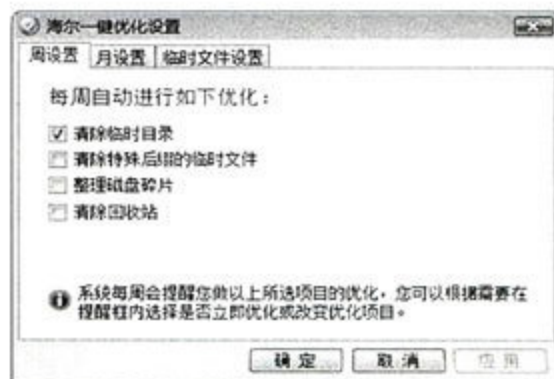 海尔一键优化设置
周设置 月设置 临时文件设置
每周自动进行如下优化：
清除临时目录
清除特殊后缀的临时文件
整理磁盘碎片
清除回收站
系统每周会提醒您做以上所选项目的优化，您可以根据需要在
提醒框内选择是否立即优化或改变优化项目。
确定 取消 应用